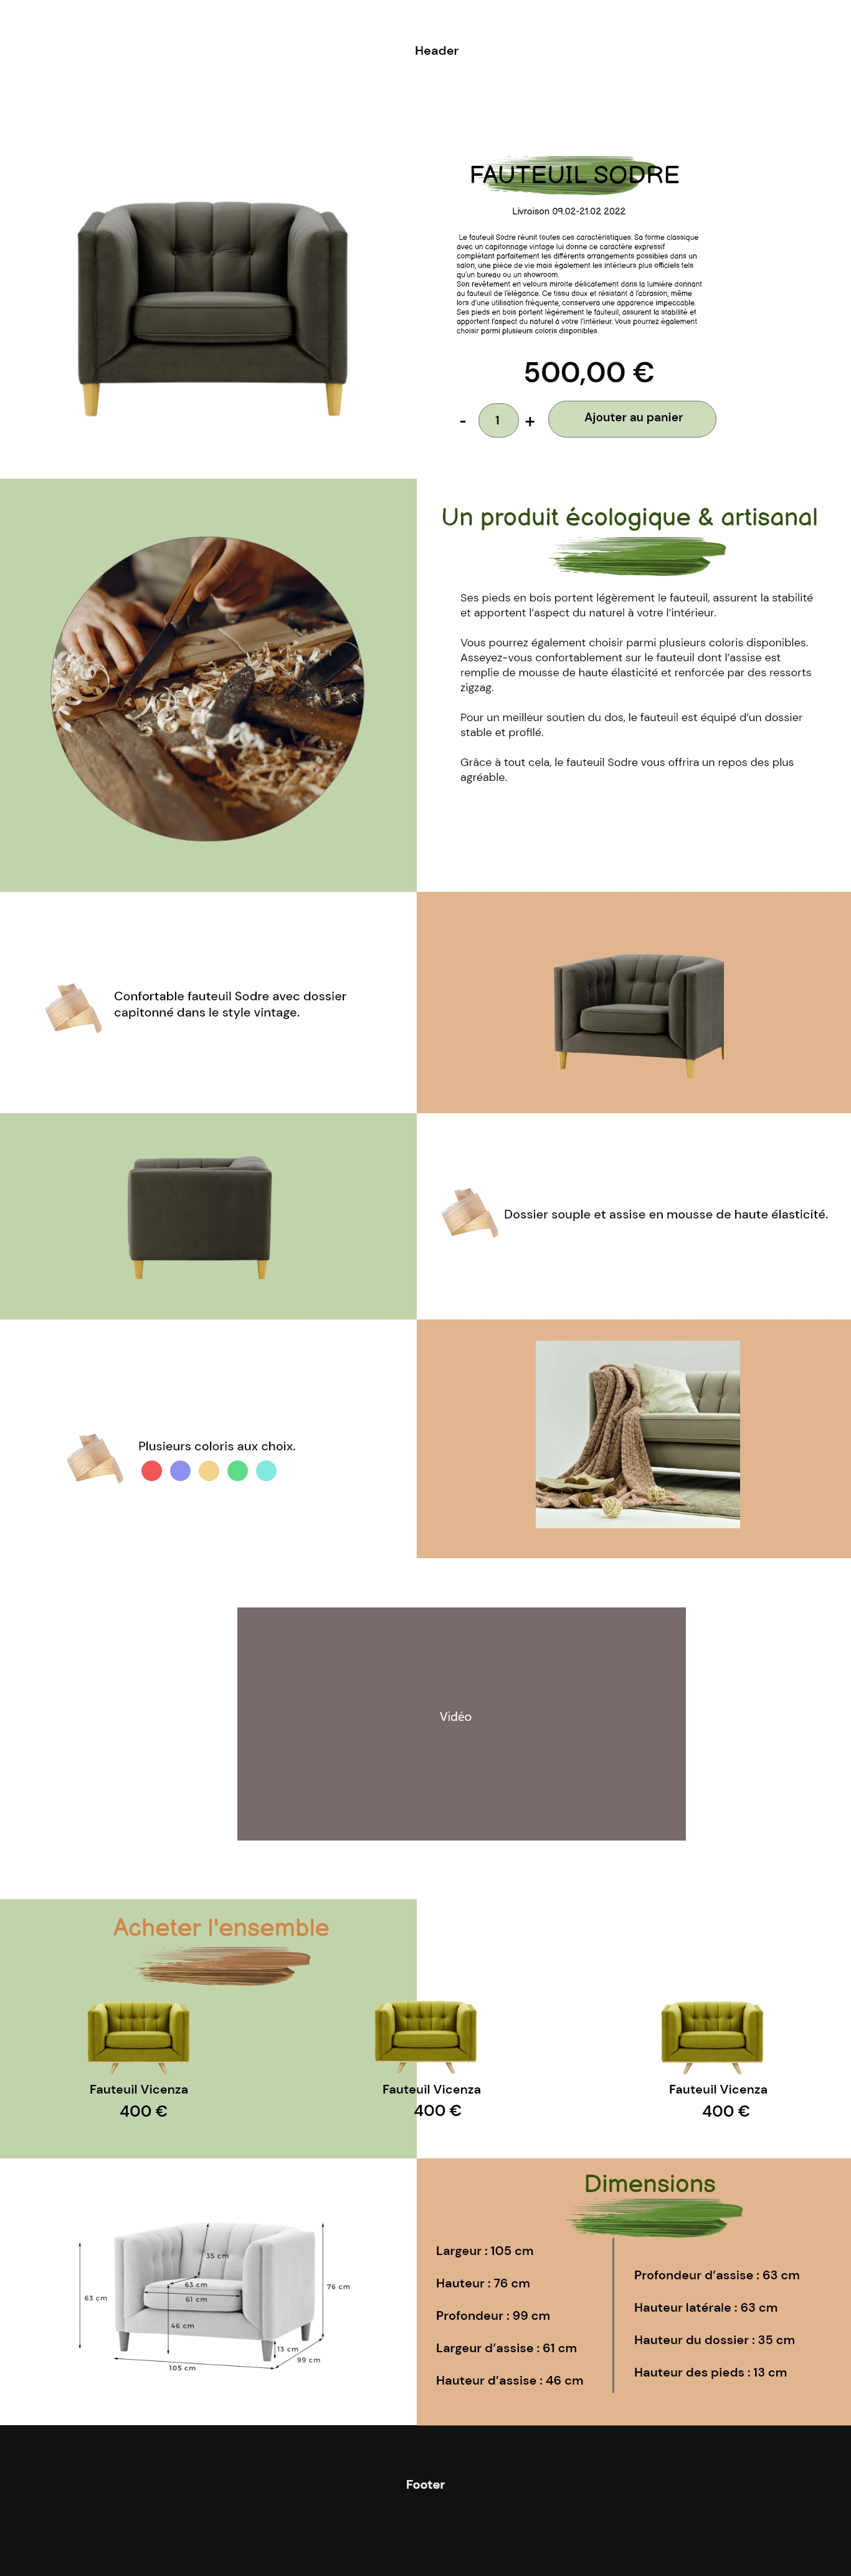 Header
FAUTEUIL SODRE
Livraison 09.02-21.02 2022
Le fauteuil Sodre réunit toutes ces caractéristiques. Sa forme classique
avec un capitonnage vintage lui donne ce caractère expressif
complétant parfaitement les différents arrangements possibles dans un
salon, une pièce de vie mais également les intérieurs plus officiels tels
qu'un bureau ou un showroom.
Son revêtement en velours miroite délicatement dans la lumière donnant
au fauteuil de l'élégance. Ce tissu doux et résistant à l'abrasion, même
lors d'une utilisation fréquente, conservera une apparence impeccable.
Ses pieds en bois portent légèrement le fauteuil, assurent la stabilité et
apportent l'aspect du naturel à votre l'intérieur. Vous pourrez également
choisir parmi plusieurs coloris disponibles.
500,00 €
- 1 + Ajouter au panier
Un produit écologique & artisanal
Ses pieds en bois portent légèrement le fauteuil, assurent la stabilité
et apportent l'aspect du naturel à votre l'intérieur.
Vous pourrez également choisir parmi plusieurs coloris disponibles.
Asseyez-vous confortablement sur le fauteuil dont l'assise est
remplie de mousse de haute élasticité et renforcée par des ressorts
zigzag.
Pour un meilleur soutien du dos, le fauteuil est équipé d'un dossier
stable et profilé.
Grâce à tout cela, le fauteuil Sodre vous offrira un repos des plus
agréable.
Confortable fauteuil Sodre avec dossier
capitonné dans le style vintage.
Dossier souple et assise en mousse de haute élasticité.
Plusieurs coloris aux choix.
Vidéo
Acheter l'ensemble
Fauteuil Vicenza
400 €
Fauteuil Vicenza
400 €
Fauteuil Vicenza
400 €
35 cm
63 cm
61 cm
76 cm
63 cm
46 cm
13 cm
99 cm
105 cm
Dimensions
Largeur : 105 cm
Hauteur : 76 cm
Profondeur : 99 cm
Largeur d'assise : 61 cm
Hauteur d'assise : 46 cm
Profondeur d'assise : 63 cm
Hauteur latérale : 63 cm
Hauteur du dossier : 35 cm
Hauteur des pieds : 13 cm
Footer